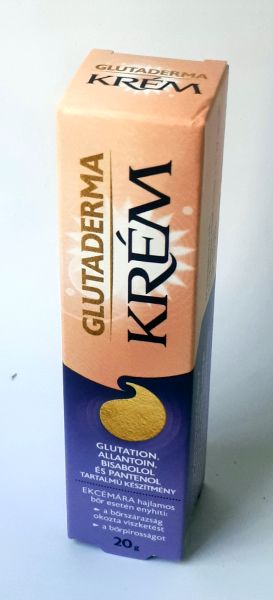 GLUTADERMA
KRÉM
GLUTADERMA
KRÉM
GLUTATION,
ALLANTOIN,
BISABOLOL
ÉS PANTENOL
TARTALMÚ KÉSZÍTMÉNY
EKCÉMÁRA hajlamos
bőr esetén enyhíti:
• a bőrszárazság
okozta viszketést
• a bőrpirosságot
20g